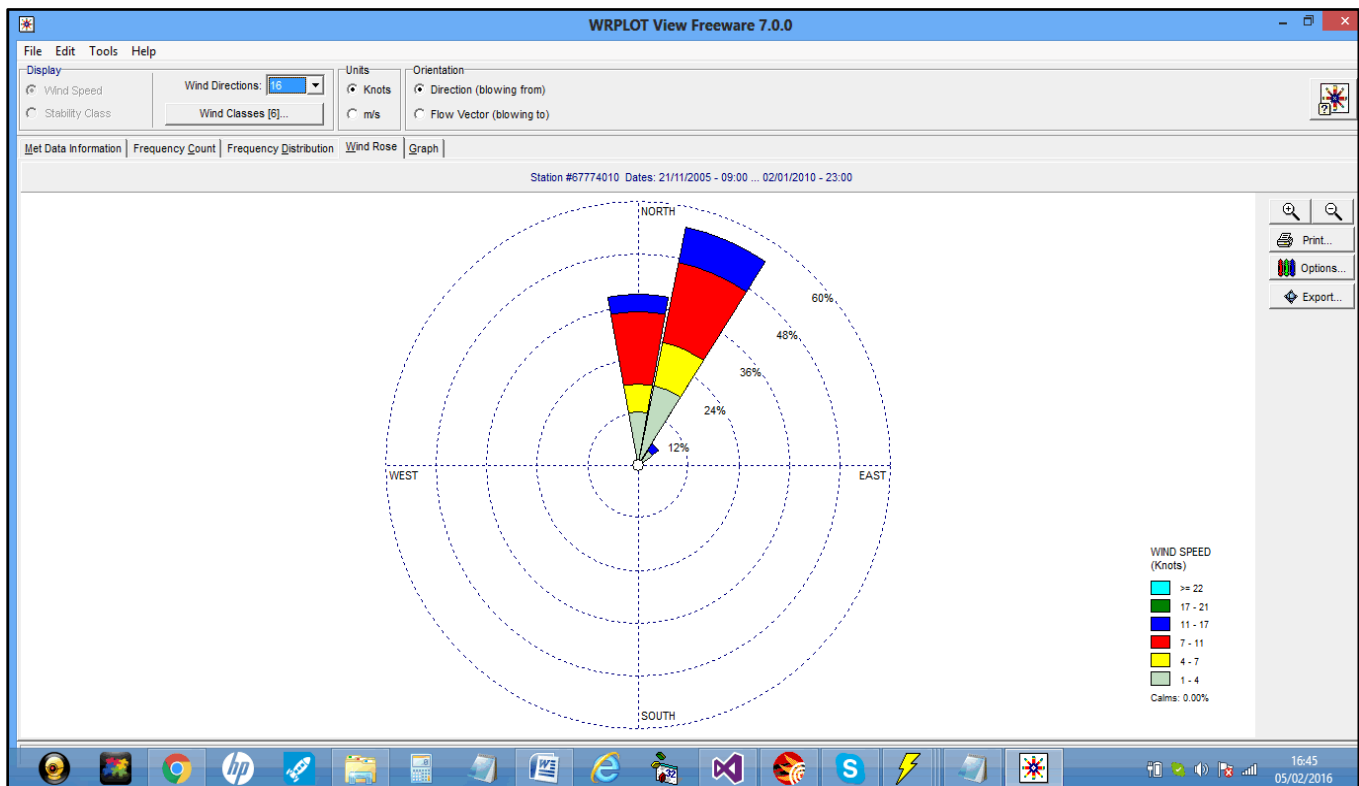 WRPLOT View Freeware 7.0.0
File Edit Tools Help
Display
Units
Orientation
Wind Speed
Wind Directions: 16
Knots
Direction (blowing from)
Stability Class
Wind Classes [6]...
m/s
Flow Vector (blowing to)
Met Data Information Frequency Count Frequency Distribution Wind Rose Graph
Station #67774010 Dates: 21/11/2005 - 09:00 ... 02/01/2010 - 23:00
Print...
Options...
Export...
NORTH
60%
48%
36%
24%
12%
WEST
EAST
SOUTH
WIND SPEED
(Knots)
>= 22
17 - 21
11 - 17
7 - 11
4 - 7
1 - 4
Calms: 0.00%
hp
W
32
S
16:45
05/02/2016